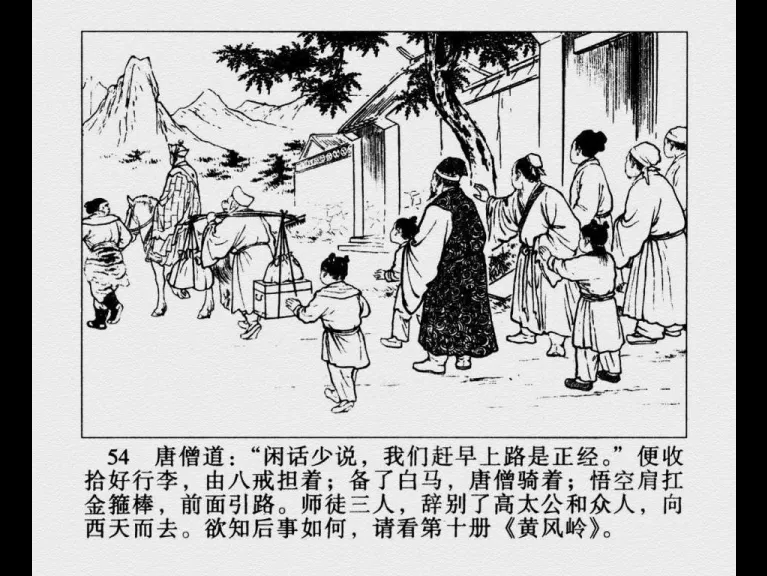 54 唐僧道：“闲话少说，我们赶早上路是正经。”便收
拾好行李，由八戒担着；备了白马，唐僧骑着；悟空肩扛
金箍棒，前面引路。师徒三人，辞别了高太公和众人，向
西天而去。欲知后事如何，请看第十册《黄风岭》。